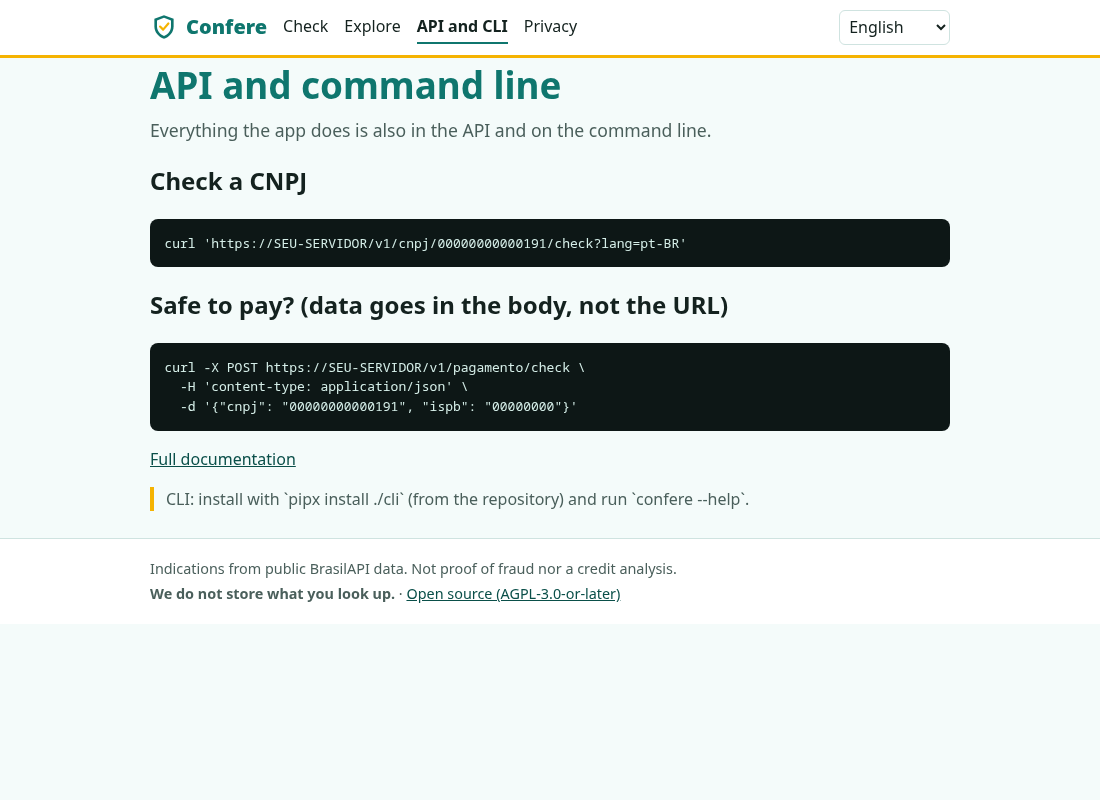 Confere Check Explore API and CLI Privacy English
API and command line
Everything the app does is also in the API and on the command line.
Check a CNPJ
curl 'https://SEU-SERVIDOR/v1/cnpj/00000000000191/check?lang=pt-BR'
Safe to pay? (data goes in the body, not the URL)
curl -X POST https://SEU-SERVIDOR/v1/pagamento/check \
  -H 'content-type: application/json' \
  -d '{"cnpj": "00000000000191", "ispb": "00000000"}'
Full documentation
CLI: install with `pipx install ./cli` (from the repository) and run `confere --help`.
Indications from public BrasilAPI data. Not proof of fraud nor a credit analysis.
We do not store what you look up. · Open source (AGPL-3.0-or-later)